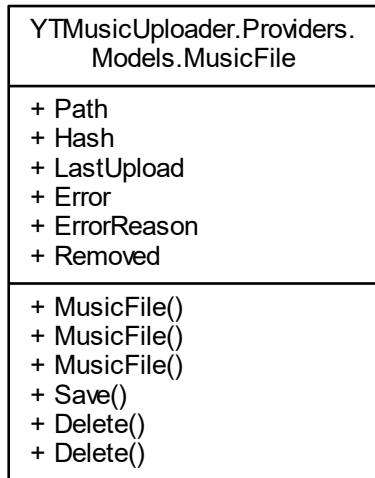 YTMusicUploader.Providers.
Models.MusicFile
+ Path
+ Hash
+ LastUpload
+ Error
+ ErrorReason
+ Removed
+ MusicFile()
+ MusicFile()
+ MusicFile()
+ Save()
+ Delete()
+ Delete()